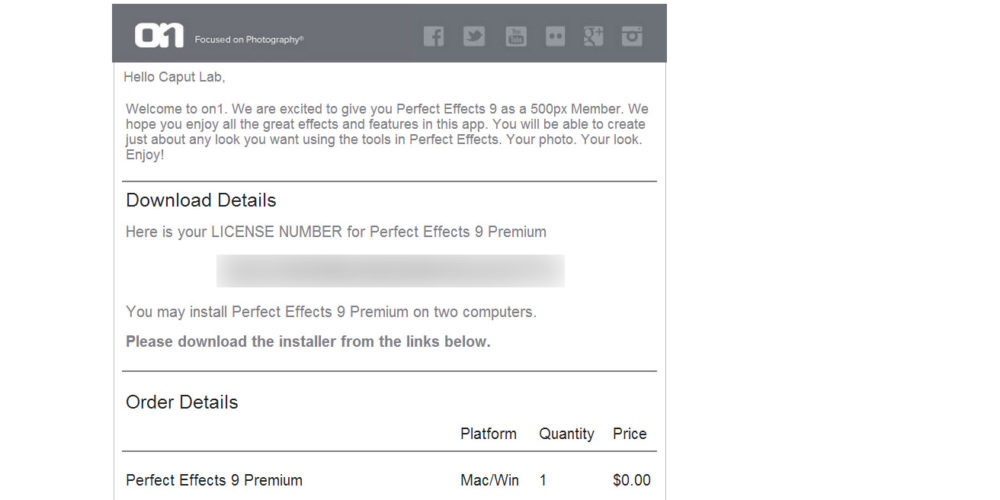 on1 Focused on Photography®
Hello Caput Lab,
Welcome to on1. We are excited to give you Perfect Effects 9 as a 500px Member. We
hope you enjoy all the great effects and features in this app. You will be able to create
just about any look you want using the tools in Perfect Effects. Your photo. Your look.
Enjoy!
Download Details
Here is your LICENSE NUMBER for Perfect Effects 9 Premium
You may install Perfect Effects 9 Premium on two computers.
Please download the installer from the links below.
Order Details
Platform Quantity Price
Perfect Effects 9 Premium Mac/Win 1 $0.00